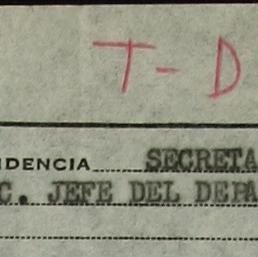 T-D
IDENCIA SECRETA
C. JEFE DEL DEPA